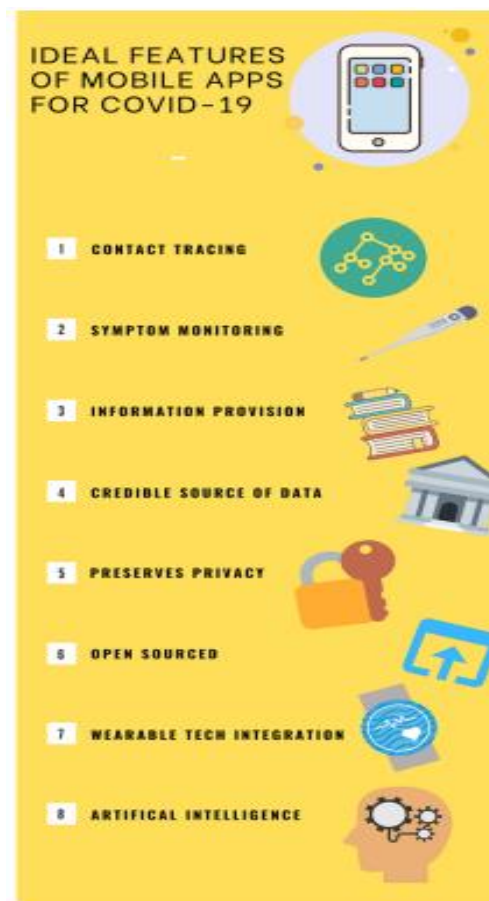 IDEAL FEATURES
OF MOBILE APPS
FOR COVID-19
1 CONTACT TRACING
2 SYMPTOM MONITORING
3 INFORMATION PROVISION
4 CREDIBLE SOURCE OF DATA
5 PRESERVES PRIVACY
6 OPEN SOURCED
7 WEARABLE TECH INTEGRATION
8 ARTIFICAL INTELLIGENCE